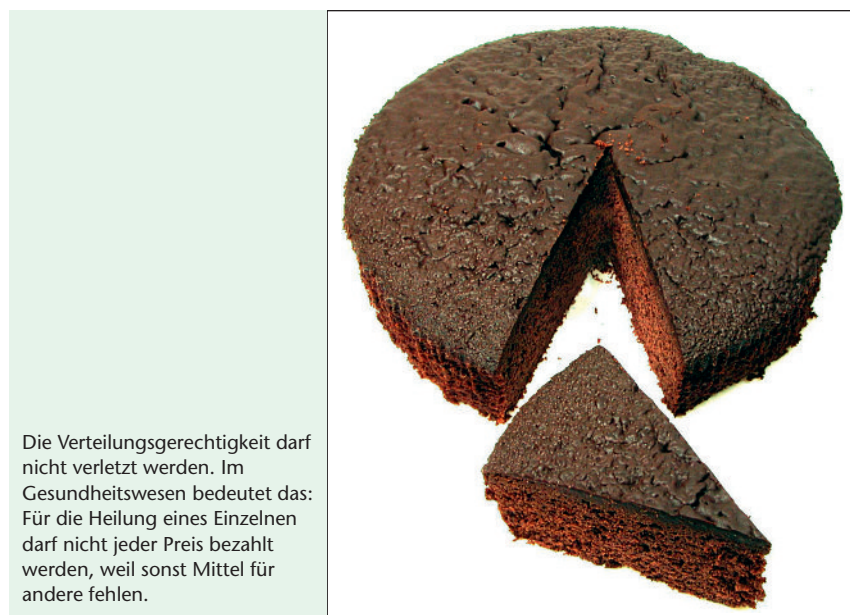 Die Verteilungsgerechtigkeit darf
nicht verletzt werden. Im
Gesundheitswesen bedeutet das:
Für die Heilung eines Einzelnen
darf nicht jeder Preis bezahlt
werden, weil sonst Mittel für
andere fehlen.